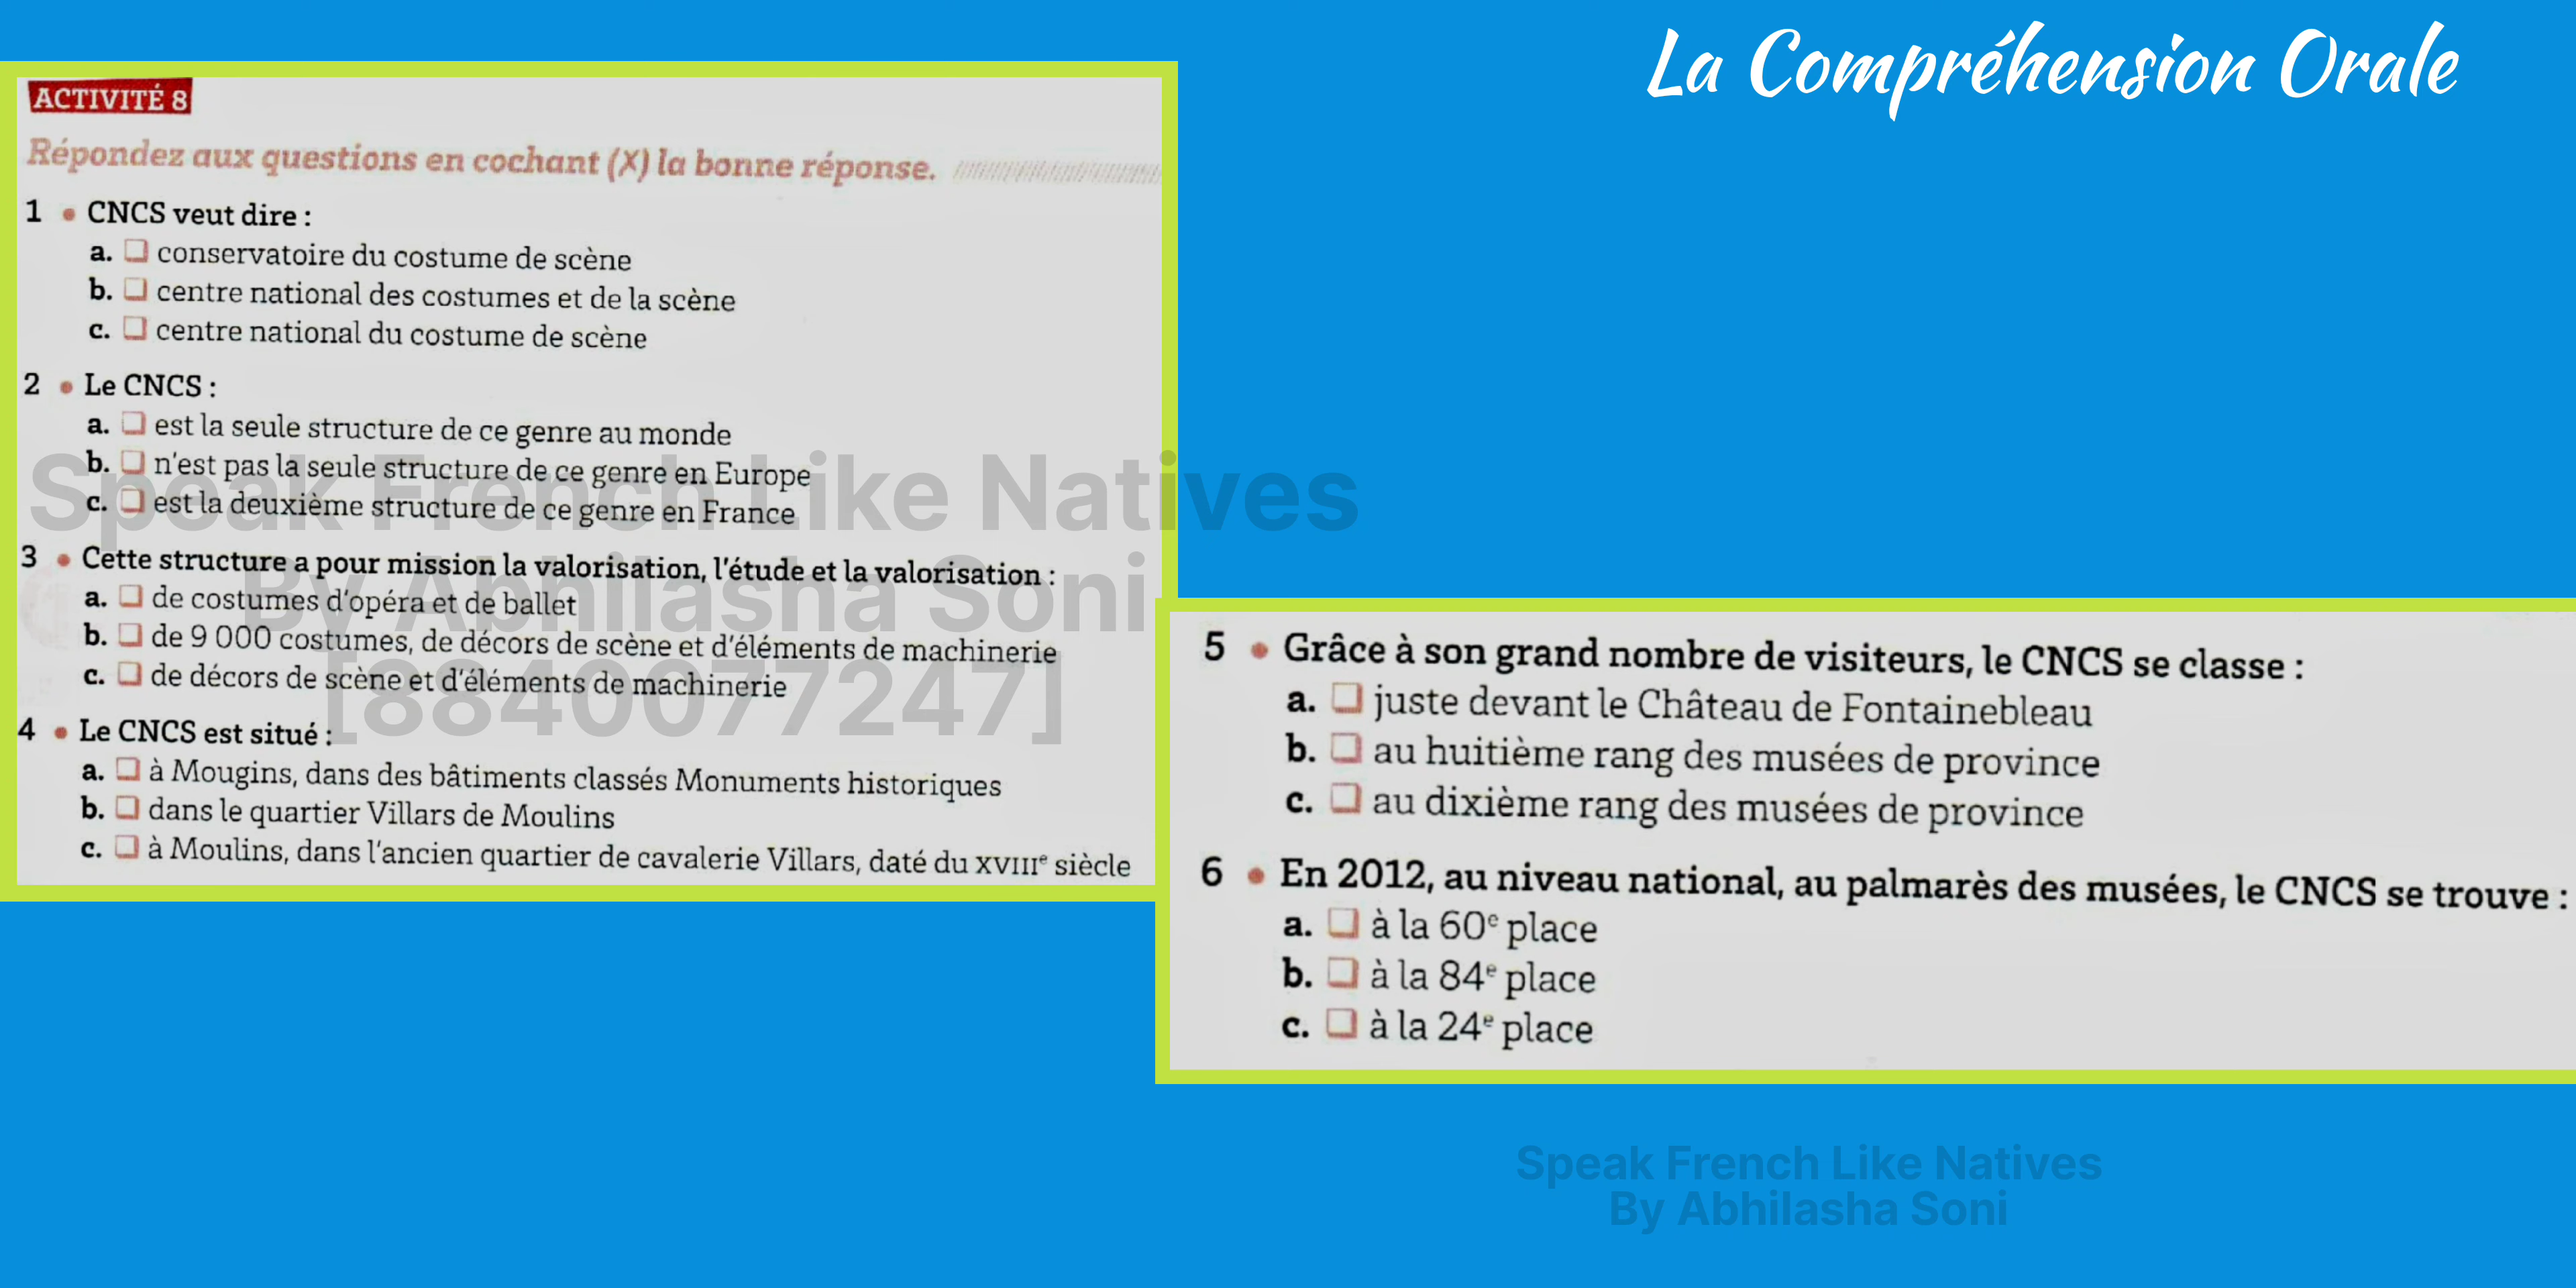 La Compréhension Orale
ACTIVITÉ 8
Répondez aux questions en cochant (X) la bonne réponse.
1 • CNCS veut dire :
a. ☐ conservatoire du costume de scène
b. ☐ centre national des costumes et de la scène
c. ☐ centre national du costume de scène
2 • Le CNCS :
a. ☐ est la seule structure de ce genre au monde
b. ☐ n'est pas la seule structure de ce genre en Europe
c. ☐ est la deuxième structure de ce genre en France
3 • Cette structure a pour mission la valorisation, l'étude et la valorisation :
a. ☐ de costumes d'opéra et de ballet
b. ☐ de 9 000 costumes, de décors de scène et d'éléments de machinerie
c. ☐ de décors de scène et d'éléments de machinerie
4 • Le CNCS est situé :
a. ☐ à Mougins, dans des bâtiments classés Monuments historiques
b. ☐ dans le quartier Villars de Moulins
c. ☐ à Moulins, dans l'ancien quartier de cavalerie Villars, daté du XVIIIe siècle
Speak French Like Natives
By Abhilasha Soni
[8840077247]
5 • Grâce à son grand nombre de visiteurs, le CNCS se classe :
a. ☐ juste devant le Château de Fontainebleau
b. ☐ au huitième rang des musées de province
c. ☐ au dixième rang des musées de province
6 • En 2012, au niveau national, au palmarès des musées, le CNCS se trouve :
a. ☐ à la 60e place
b. ☐ à la 84e place
c. ☐ à la 24e place
Speak French Like Natives
By Abhilasha Soni